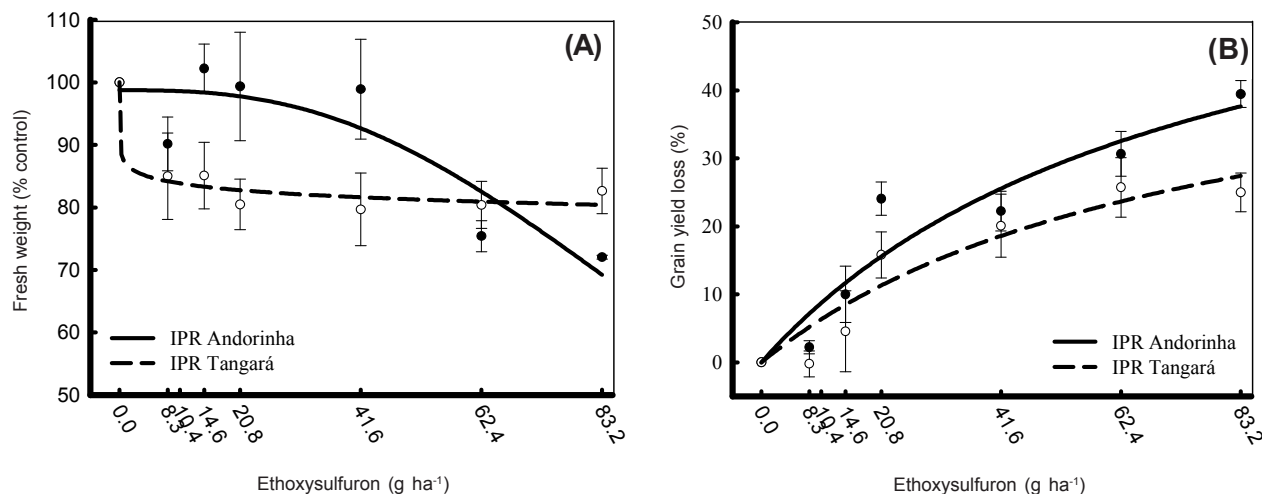 (A)
Fresh weight (% control)
110
100
90
80
70
60
50
IPR Andorinha
IPR Tangará
0.0
8.3
10.4
14.6
20.8
41.6
62.4
83.2
Ethoxysulfuron (g ha-1)
(B)
Grain yield loss (%)
50
40
30
20
10
0
IPR Andorinha
IPR Tangará
0.0
8.3
10.4
14.6
20.8
41.6
62.4
83.2
Ethoxysulfuron (g ha-1)